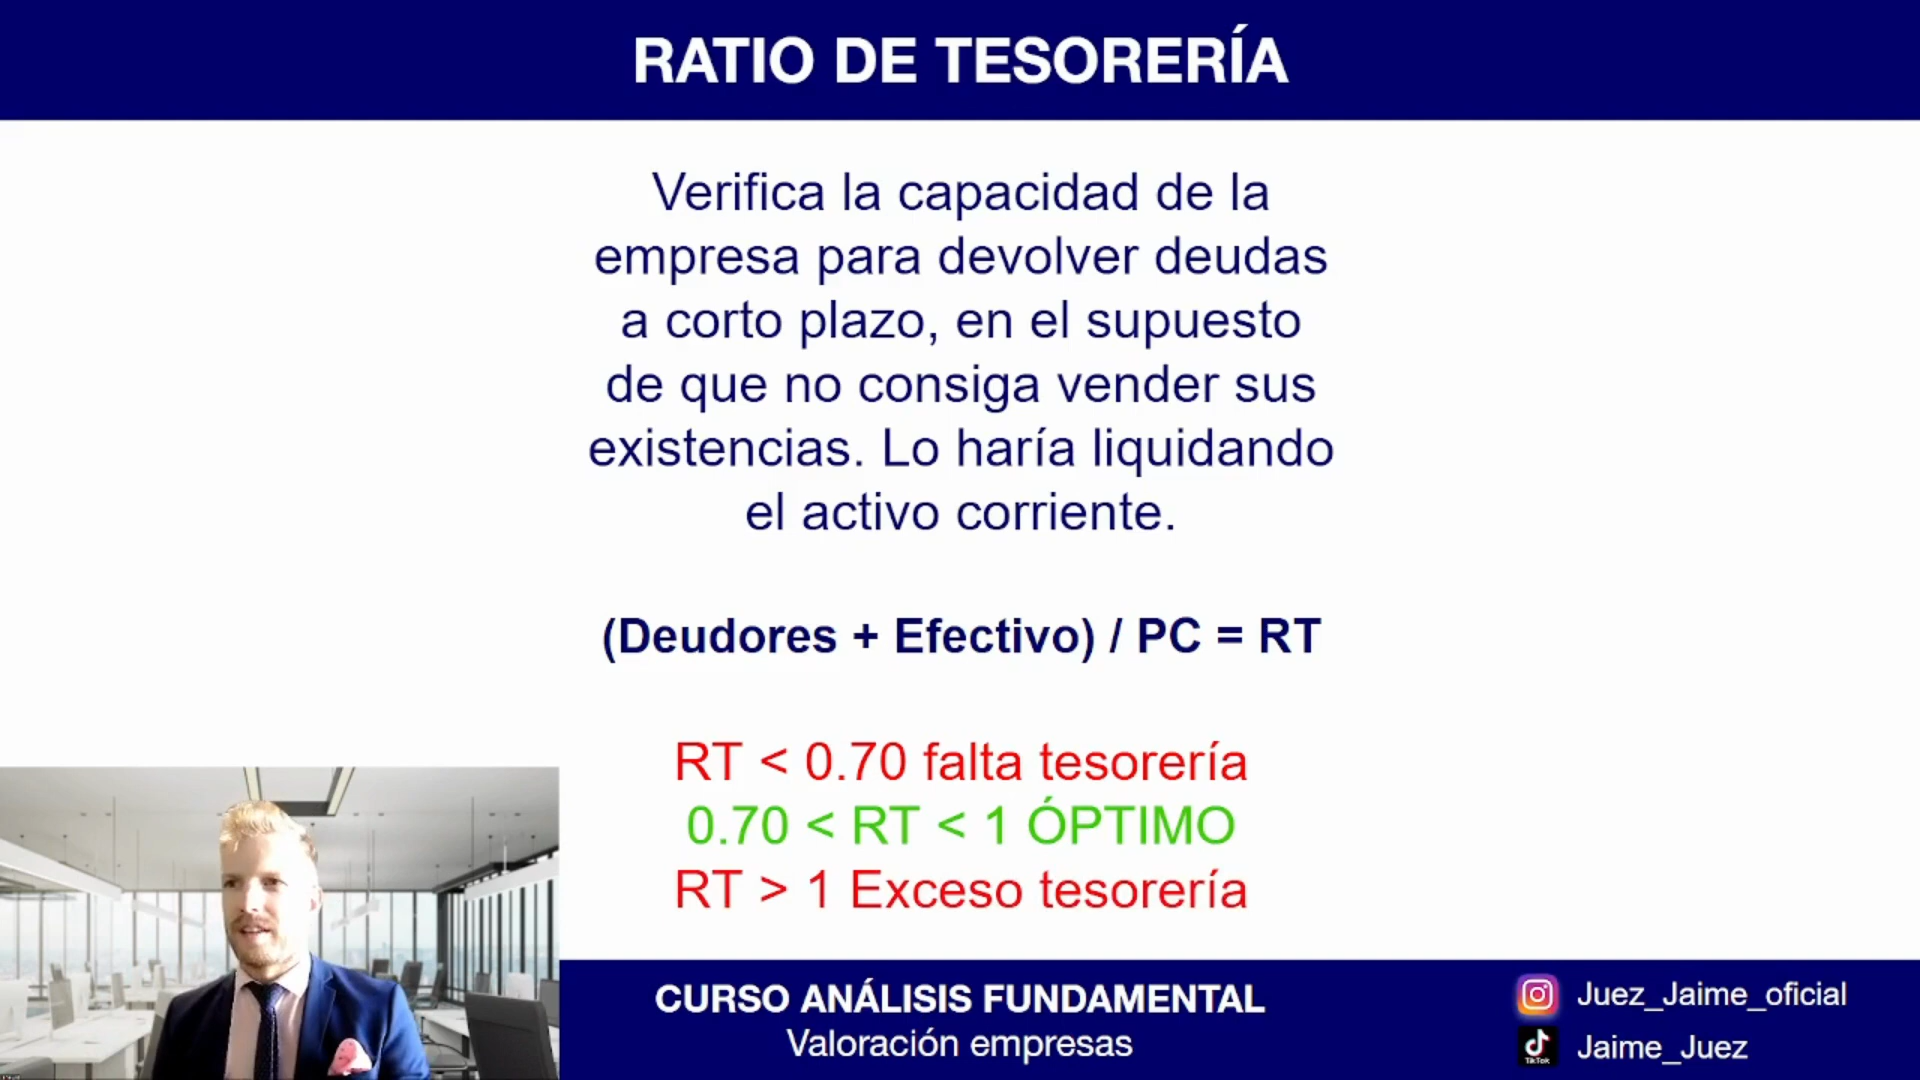 RATIO DE TESORERÍA
Verifica la capacidad de la
empresa para devolver deudas
a corto plazo, en el supuesto
de que no consiga vender sus
existencias. Lo haría liquidando
el activo corriente.
(Deudores + Efectivo) / PC = RT
RT < 0.70 falta tesorería
0.70 < RT < 1 ÓPTIMO
RT > 1 Exceso tesorería
CURSO ANÁLISIS FUNDAMENTAL
Valoración empresas
Juez_Jaime_oficial
TikTok
Jaime_Juez